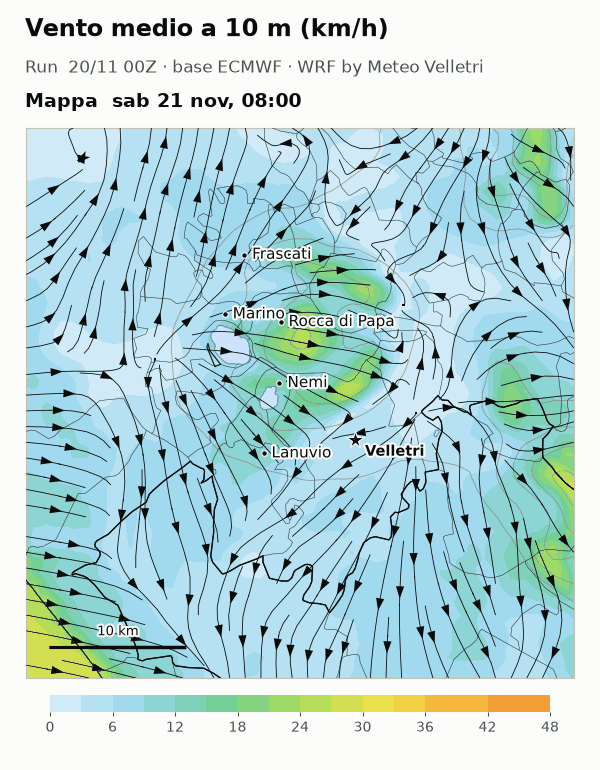 Vento medio a 10 m (km/h)
Run  20/11 00Z · base ECMWF · WRF by Meteo Velletri
Mappa  sab 21 nov, 08:00
Frascati
Marino
Rocca di Papa
Nemi
Velletri
Lanuvio
10 km
0 6 12 18 24 30 36 42 48